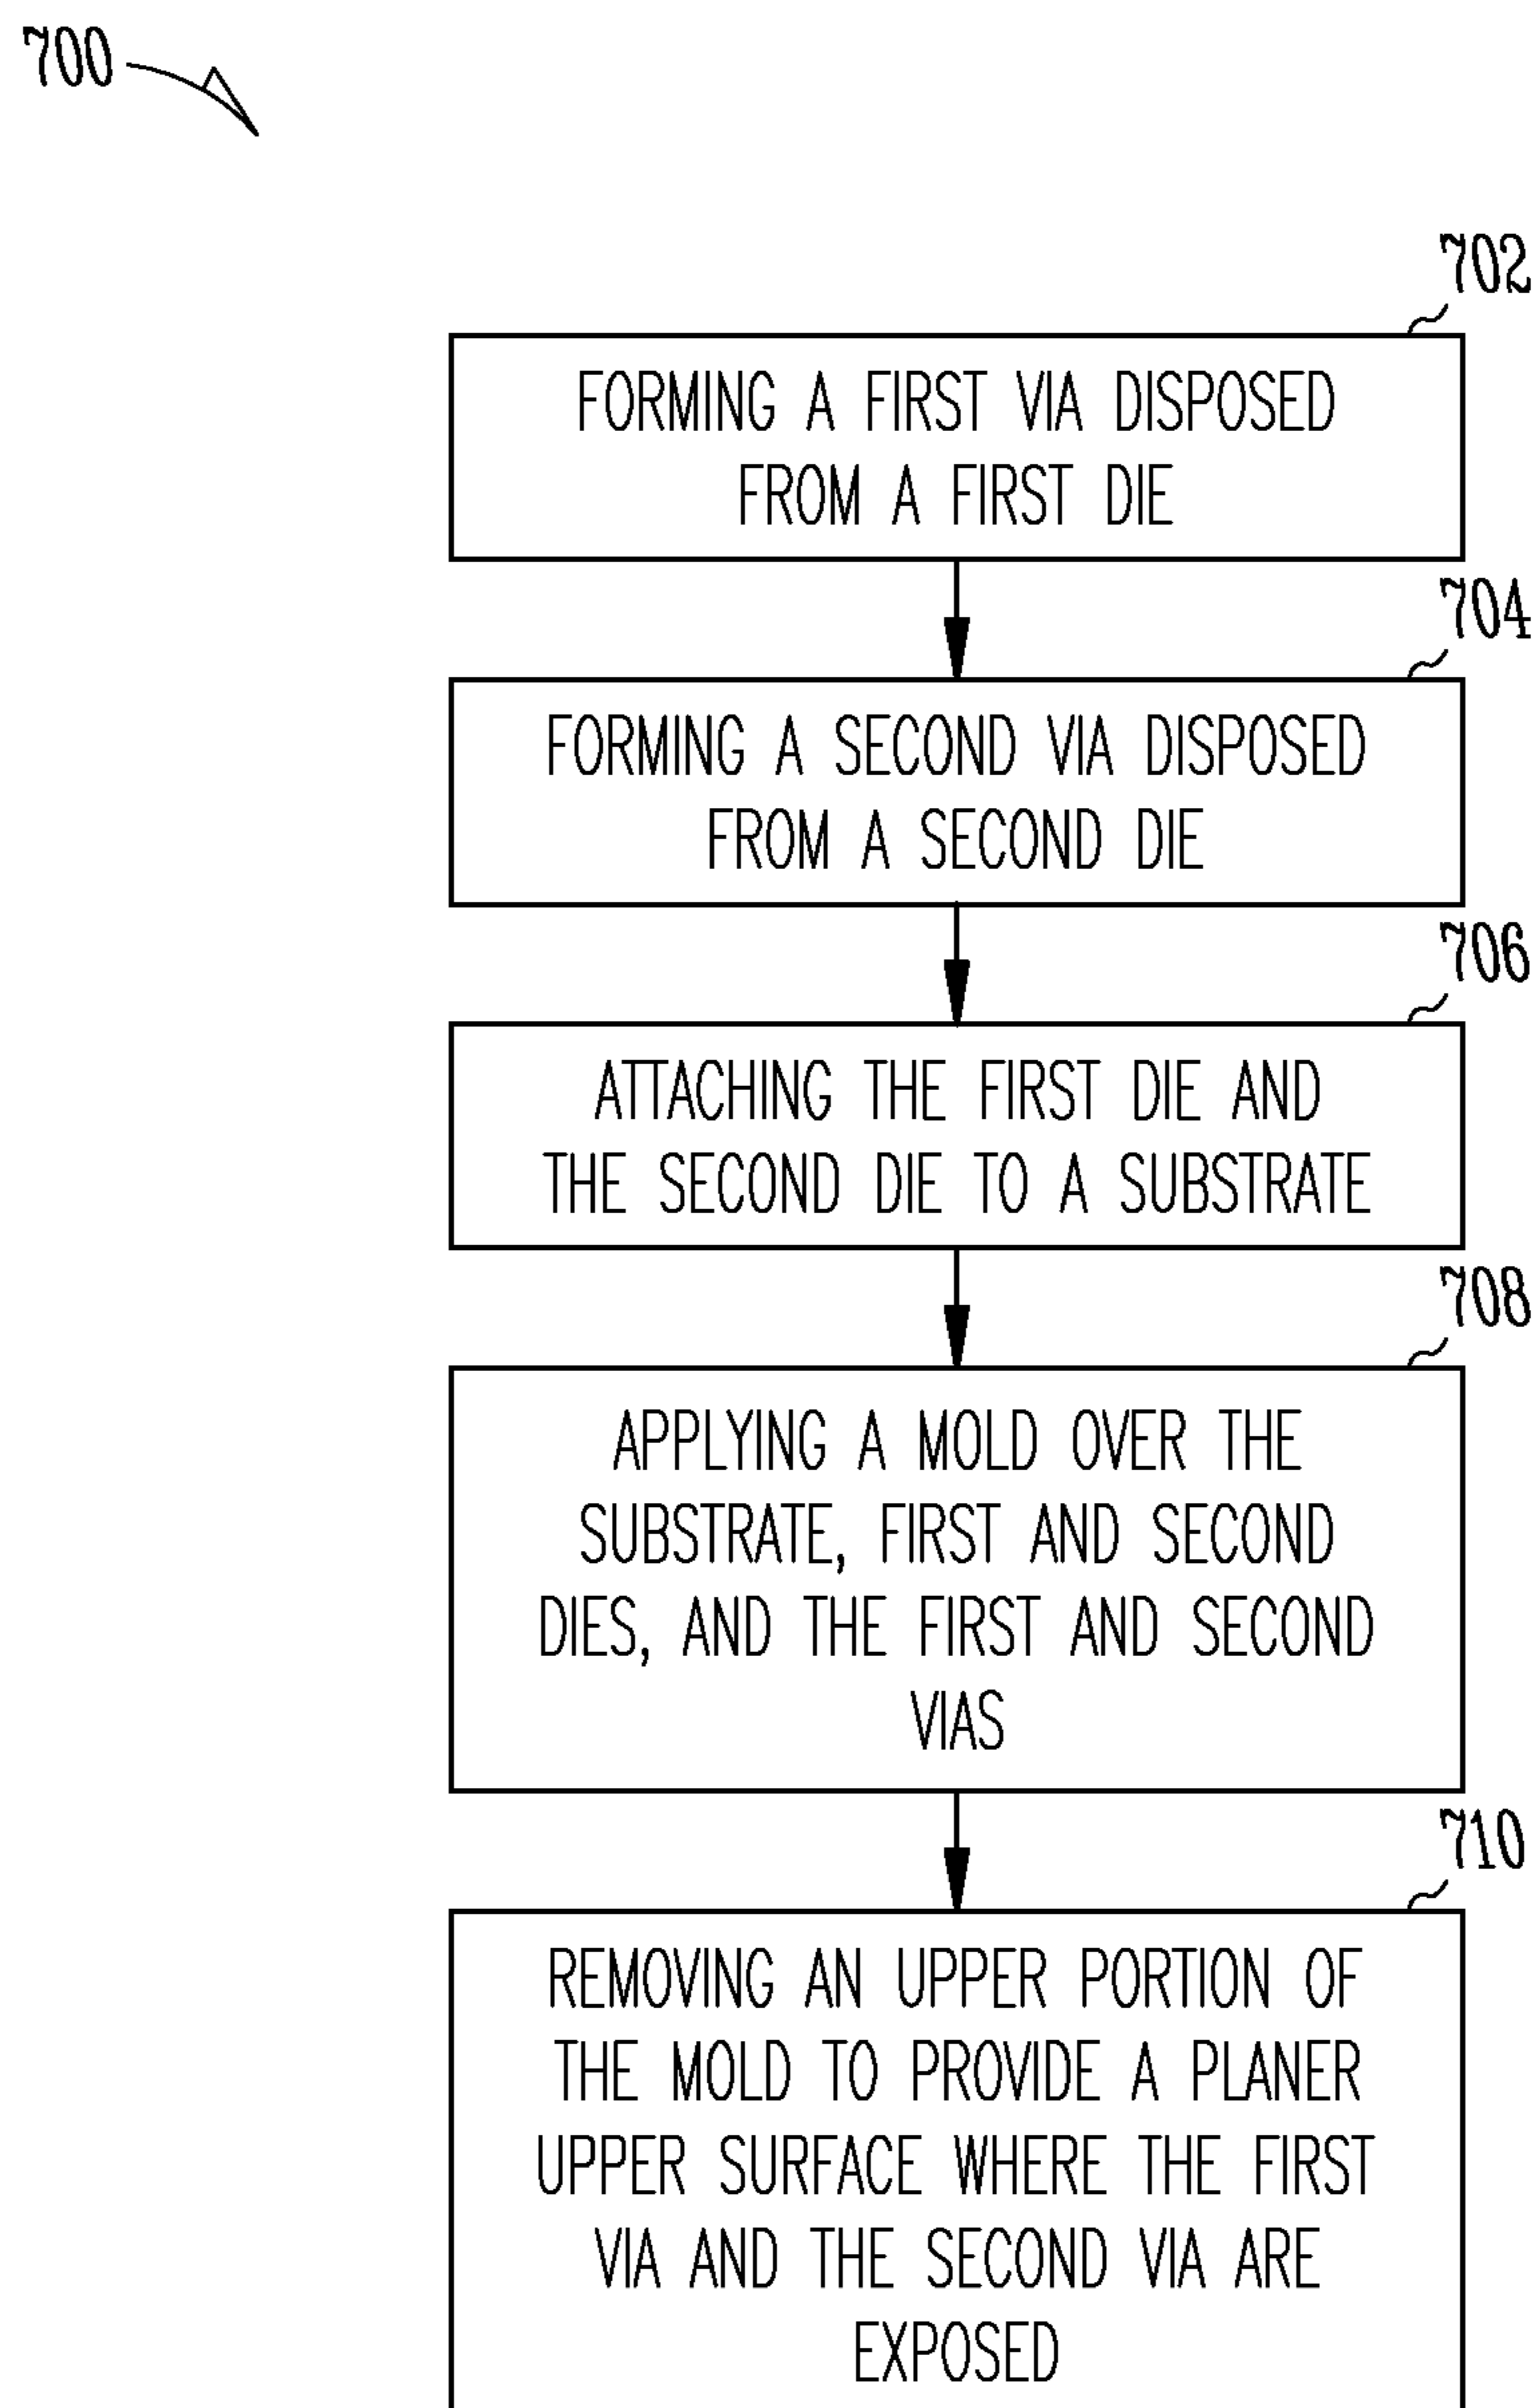 700
702
FORMING A FIRST VIA DISPOSED
FROM A FIRST DIE
704
FORMING A SECOND VIA DISPOSED
FROM A SECOND DIE
706
ATTACHING THE FIRST DIE AND
THE SECOND DIE TO A SUBSTRATE
708
APPLYING A MOLD OVER THE
SUBSTRATE, FIRST AND SECOND
DIES, AND THE FIRST AND SECOND
VIAS
710
REMOVING AN UPPER PORTION OF
THE MOLD TO PROVIDE A PLANER
UPPER SURFACE WHERE THE FIRST
VIA AND THE SECOND VIA ARE
EXPOSED